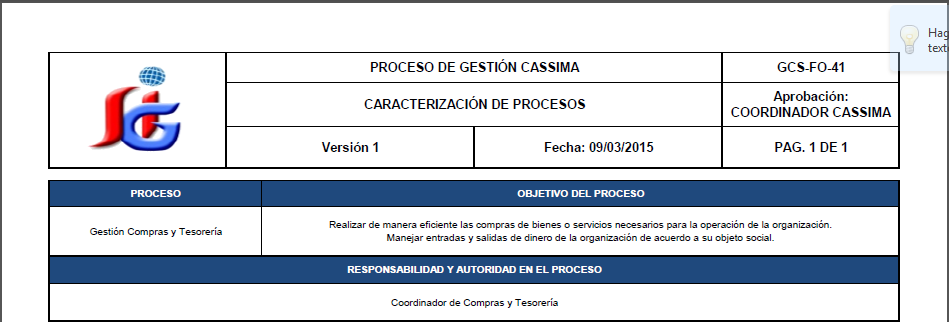 PROCESO DE GESTIÓN CASSIMA
GCS-FO-41
CARACTERIZACIÓN DE PROCESOS
Aprobación:
COORDINADOR CASSIMA
Versión 1
Fecha: 09/03/2015
PAG. 1 DE 1
PROCESO
OBJETIVO DEL PROCESO
Gestión Compras y Tesorería
Realizar de manera eficiente las compras de bienes o servicios necesarios para la operación de la organización.
Manejar entradas y salidas de dinero de la organización de acuerdo a su objeto social.
RESPONSABILIDAD Y AUTORIDAD EN EL PROCESO
Coordinador de Compras y Tesorería